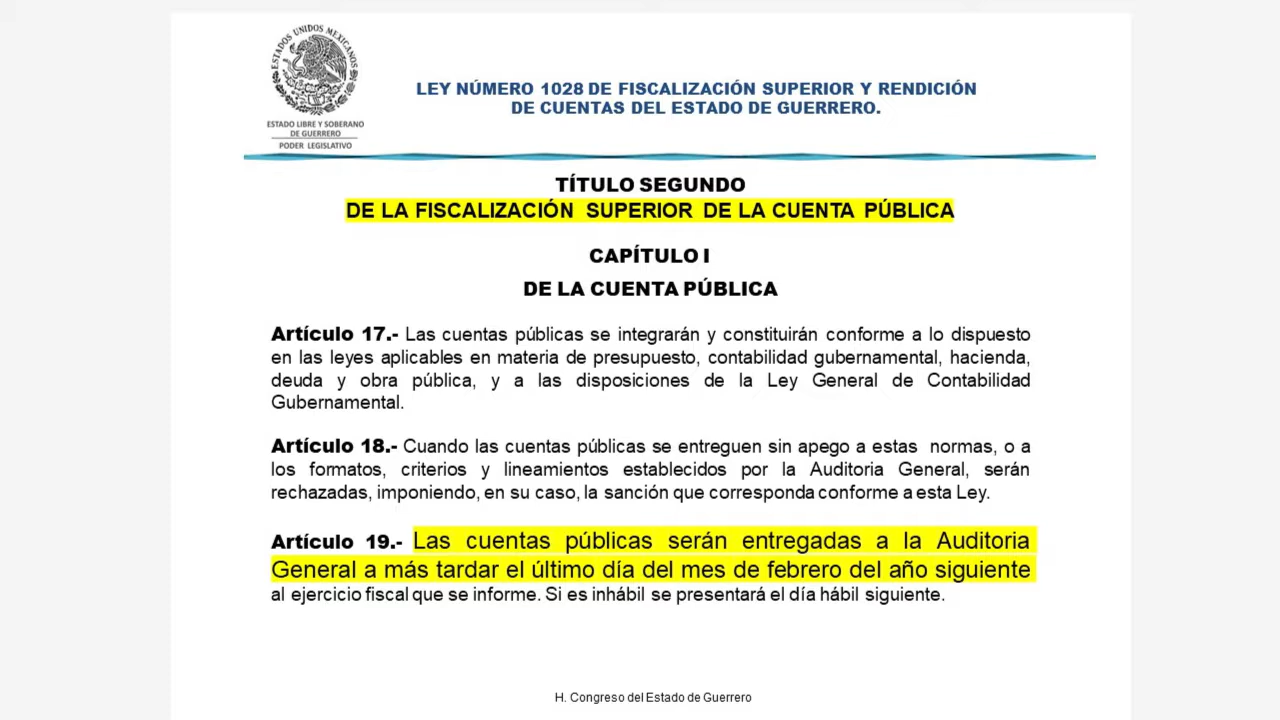 ESTADOS UNIDOS MEXICANOS
ESTADO LIBRE Y SOBERANO
DE GUERRERO
PODER LEGISLATIVO
LEY NÚMERO 1028 DE FISCALIZACIÓN SUPERIOR Y RENDICIÓN
DE CUENTAS DEL ESTADO DE GUERRERO.
TÍTULO SEGUNDO
DE LA FISCALIZACIÓN SUPERIOR DE LA CUENTA PÚBLICA
CAPÍTULO I
DE LA CUENTA PÚBLICA
Artículo 17.- Las cuentas públicas se integrarán y constituirán conforme a lo dispuesto
en las leyes aplicables en materia de presupuesto, contabilidad gubernamental, hacienda,
deuda y obra pública, y a las disposiciones de la Ley General de Contabilidad
Gubernamental.
Artículo 18.- Cuando las cuentas públicas se entreguen sin apego a estas normas, o a
los formatos, criterios y lineamientos establecidos por la Auditoria General, serán
rechazadas, imponiendo, en su caso, la sanción que corresponda conforme a esta Ley.
Artículo 19.- Las cuentas públicas serán entregadas a la Auditoria
General a más tardar el último día del mes de febrero del año siguiente
al ejercicio fiscal que se informe. Si es inhábil se presentará el día hábil siguiente.
H. Congreso del Estado de Guerrero